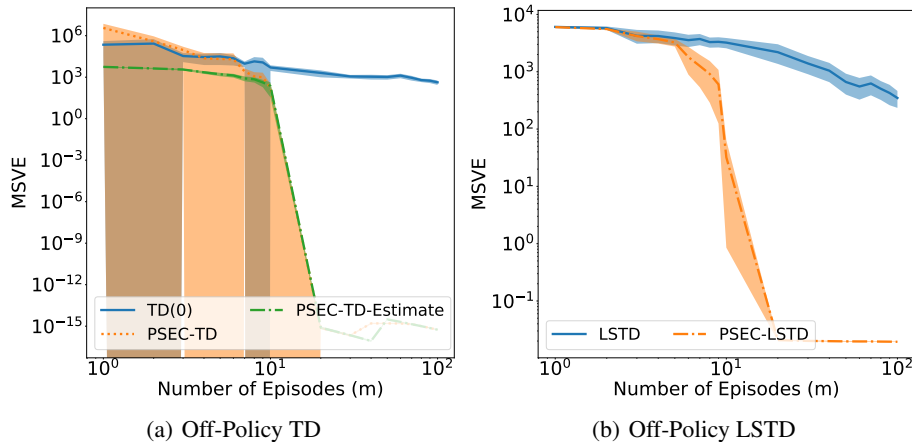 10^6
10^3
10^0
10^-3
10^-6
10^-9
10^-12
10^-15
MSVE
TD(0)
PSEC-TD
PSEC-TD-Estimate
10^0
10^1
10^2
Number of Episodes (m)
(a) Off-Policy TD
10^4
10^3
10^2
10^1
10^0
10^-1
MSVE
LSTD
PSEC-LSTD
10^0
10^1
10^2
Number of Episodes (m)
(b) Off-Policy LSTD